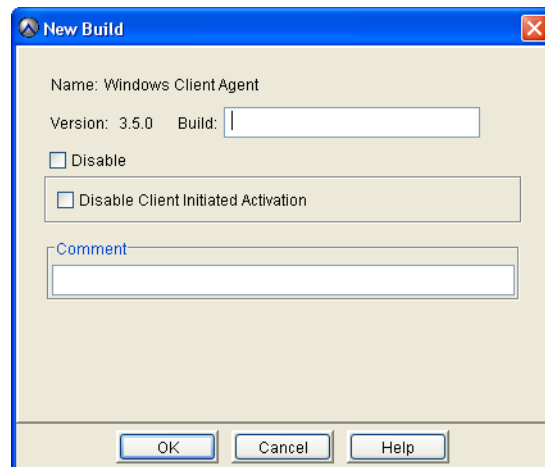 New Build
Name: Windows Client Agent
Version: 3.5.0 Build:
Disable
Disable Client Initiated Activation
Comment
OK Cancel Help